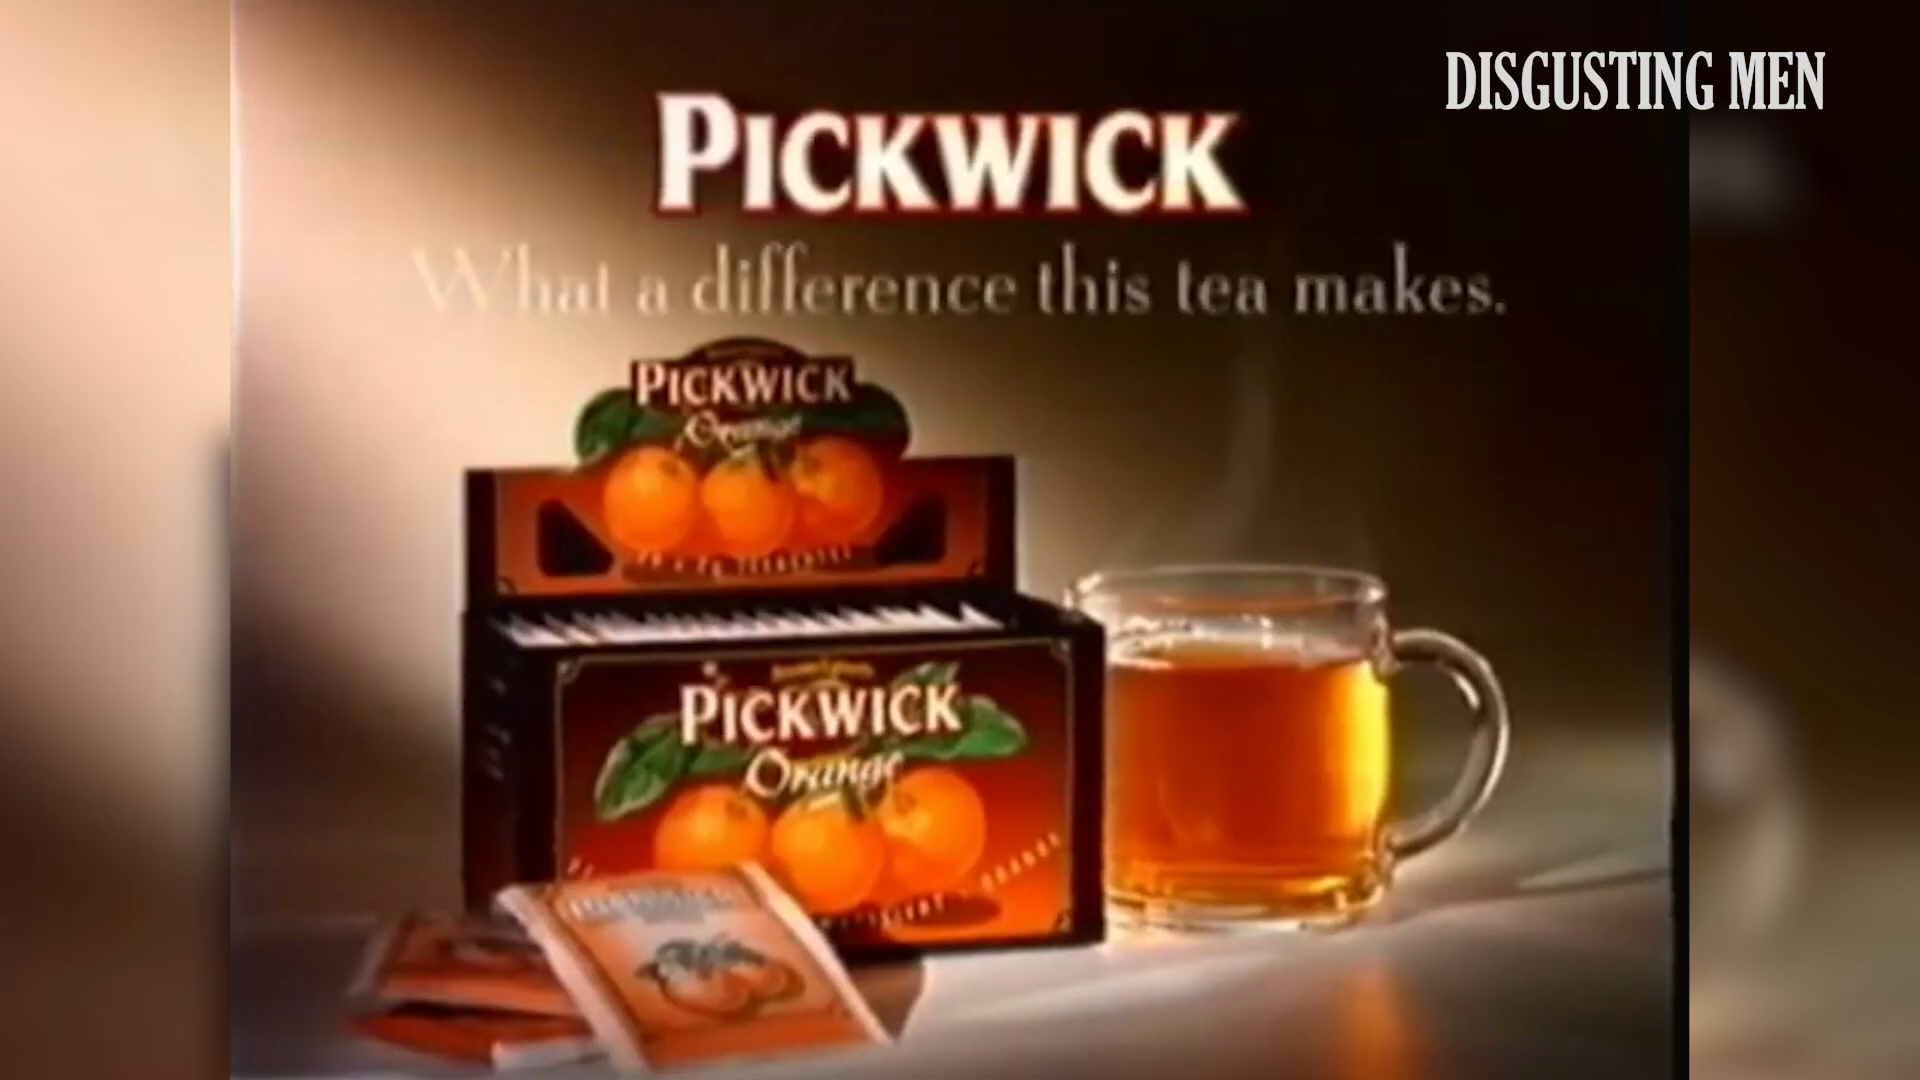 DISGUSTING MEN
PICKWICK
What a difference this tea makes.
PICKWICK
Orange
PICKWICK
Orange